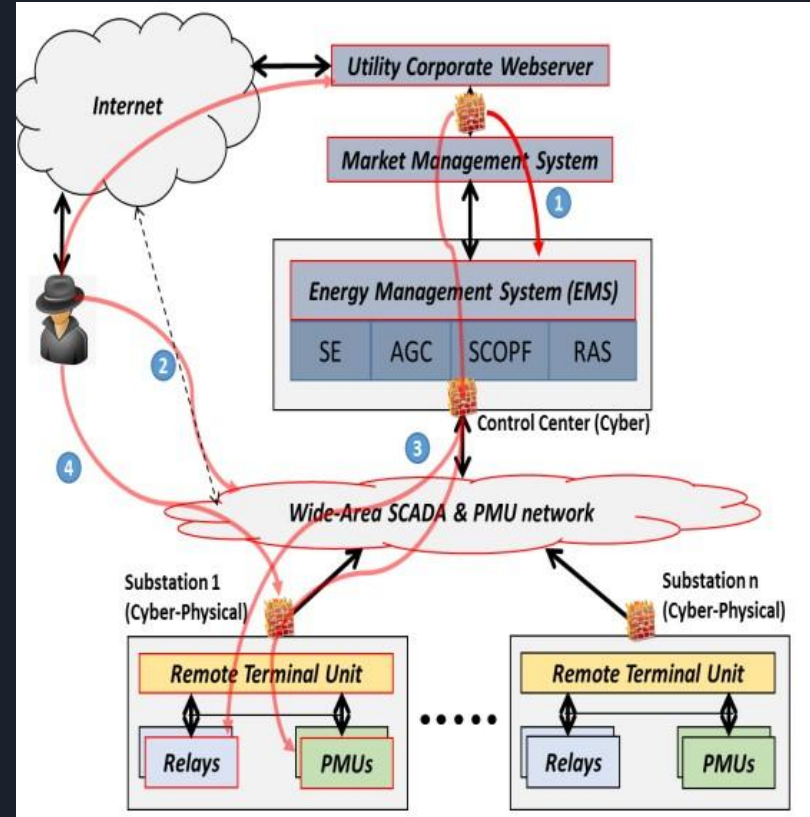 Utility Corporate Webserver
Internet
Market Management System
1
Energy Management System (EMS)
SE AGC SCOPF RAS
2
Control Center (Cyber)
3
4
Wide-Area SCADA & PMU network
Substation 1
(Cyber-Physical)
Substation n
(Cyber-Physical)
Remote Terminal Unit
Relays
PMUs
Remote Terminal Unit
Relays
PMUs